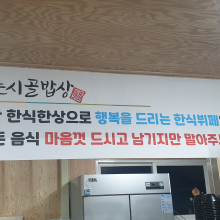 는시골밥상
한식한상으로 행복을 드리는 한식뷔페
음식 마음껏 드시고 남기지만 말아주